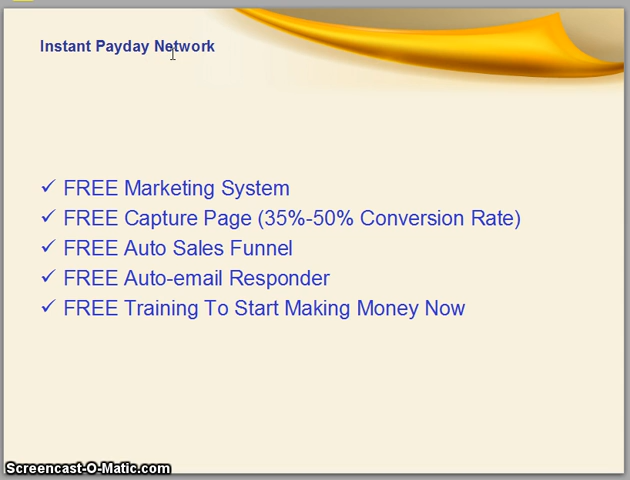 Instant Payday Network
✓ FREE Marketing System
✓ FREE Capture Page (35%-50% Conversion Rate)
✓ FREE Auto Sales Funnel
✓ FREE Auto-email Responder
✓ FREE Training To Start Making Money Now
Screencast-O-Matic.com